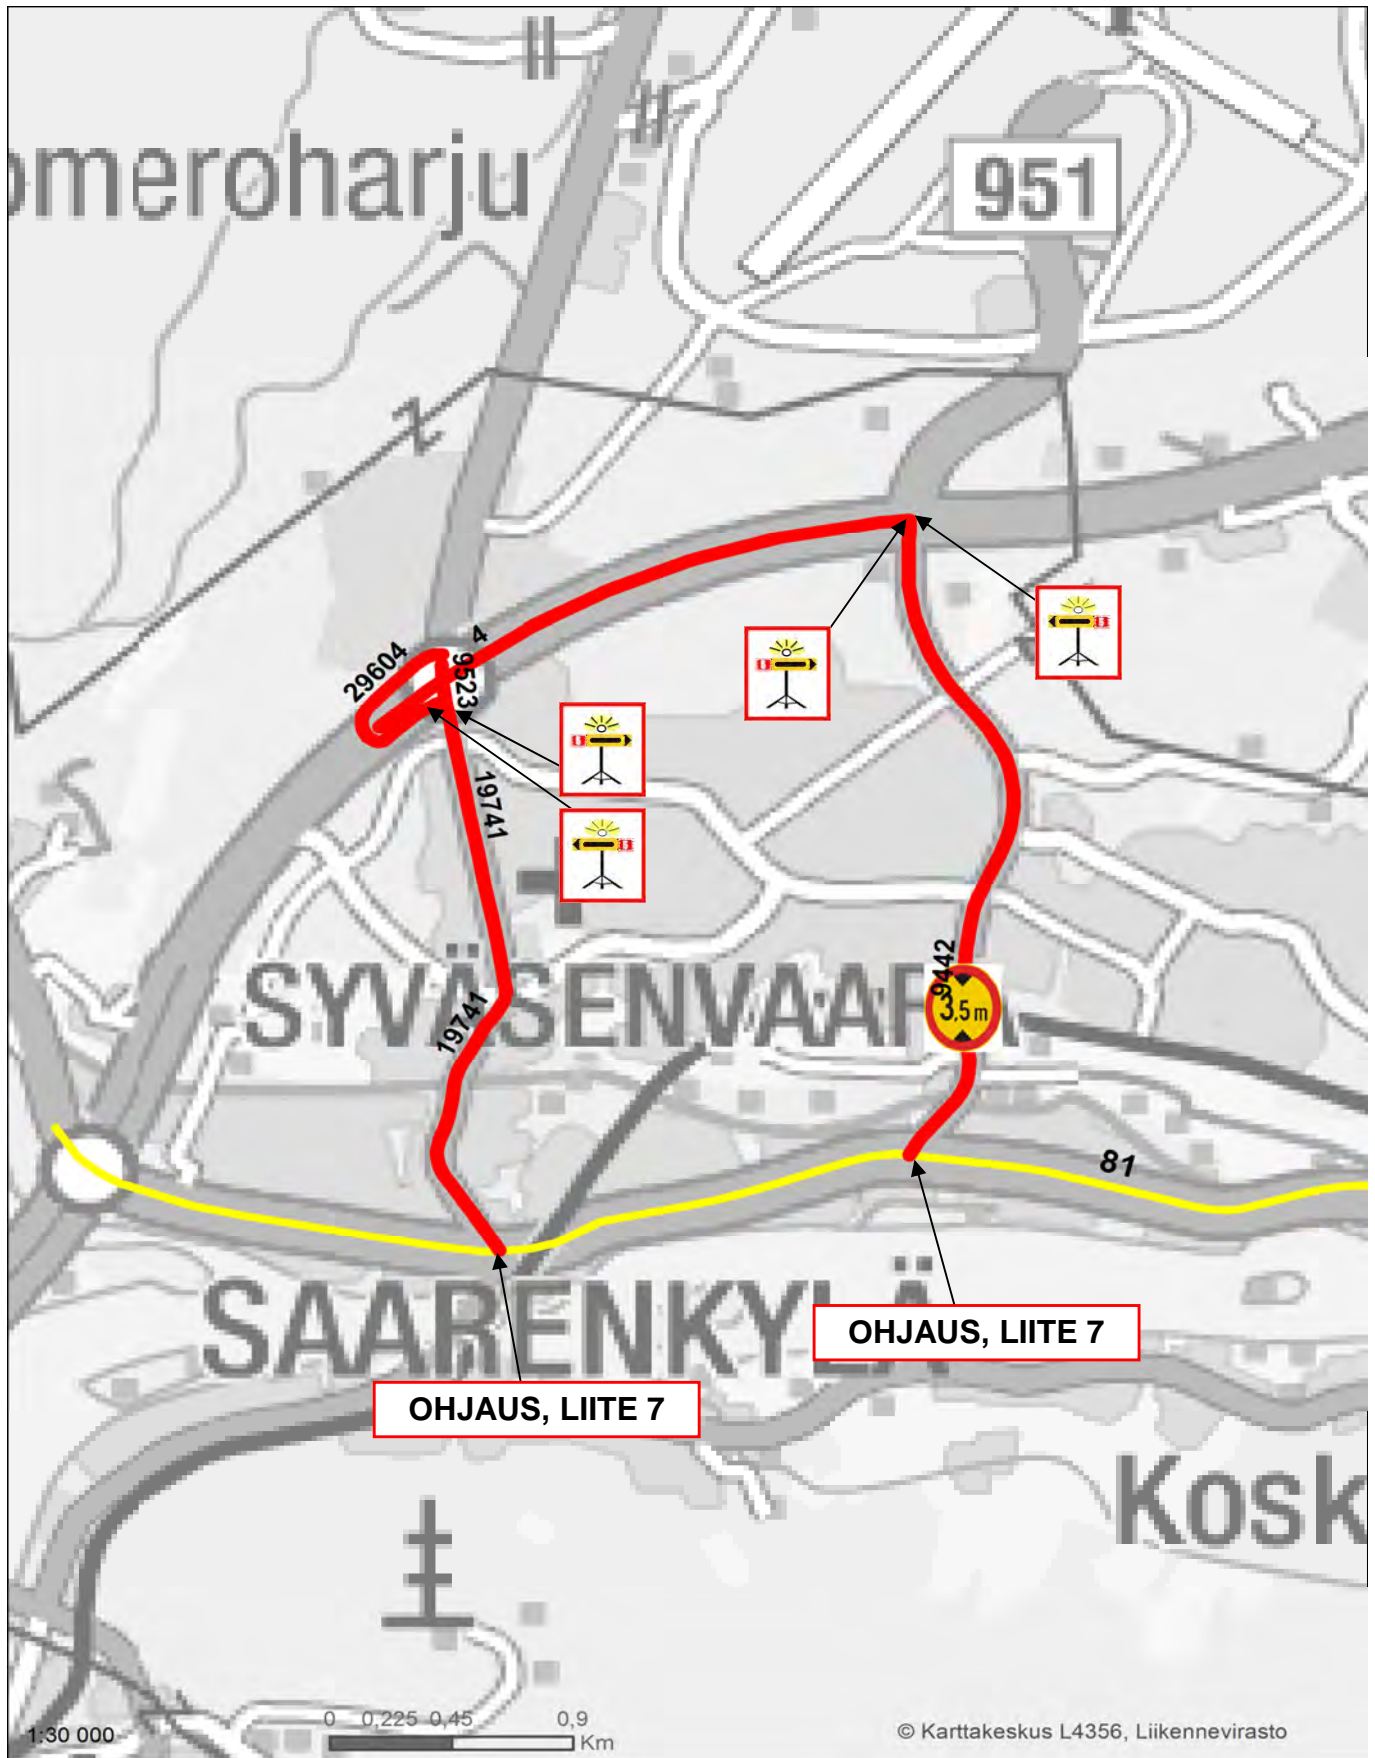 omeroharju
951
4
29604
9523
19741
19741
SYVÄSENVAARA
9442
3,5 m
81
SAARENKYLÄ
OHJAUS, LIITE 7
OHJAUS, LIITE 7
Kosk
0 0,225 0,45 0,9
Km
1:30 000
© Karttakeskus L4356, Liikennevirasto